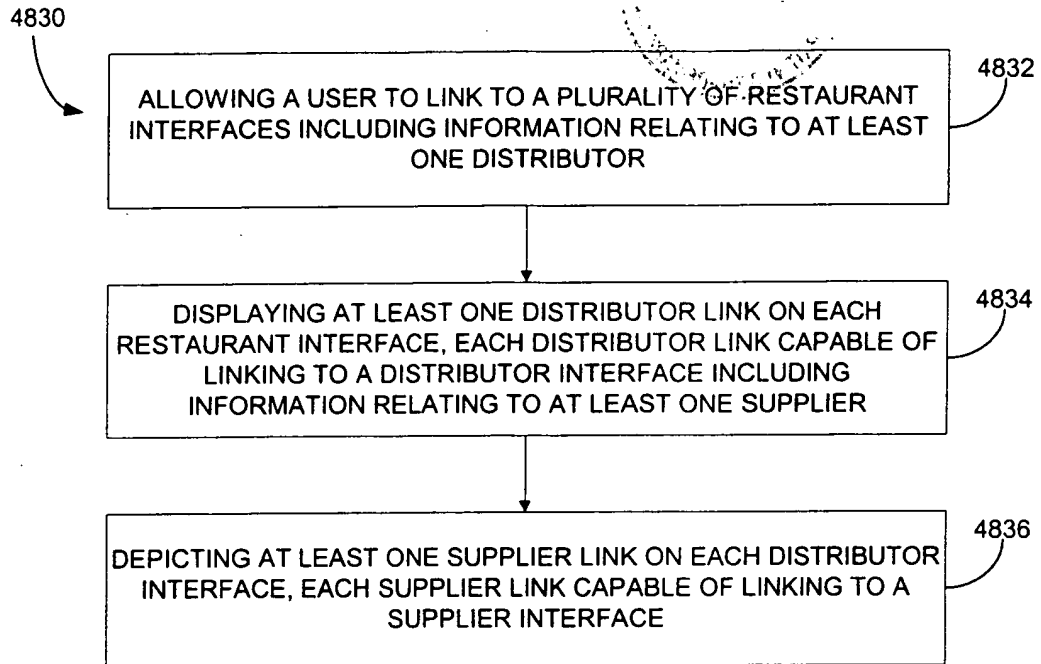 4830
4832
ALLOWING A USER TO LINK TO A PLURALITY OF RESTAURANT
INTERFACES INCLUDING INFORMATION RELATING TO AT LEAST
ONE DISTRIBUTOR
4834
DISPLAYING AT LEAST ONE DISTRIBUTOR LINK ON EACH
RESTAURANT INTERFACE, EACH DISTRIBUTOR LINK CAPABLE OF
LINKING TO A DISTRIBUTOR INTERFACE INCLUDING
INFORMATION RELATING TO AT LEAST ONE SUPPLIER
4836
DEPICTING AT LEAST ONE SUPPLIER LINK ON EACH DISTRIBUTOR
INTERFACE, EACH SUPPLIER LINK CAPABLE OF LINKING TO A
SUPPLIER INTERFACE